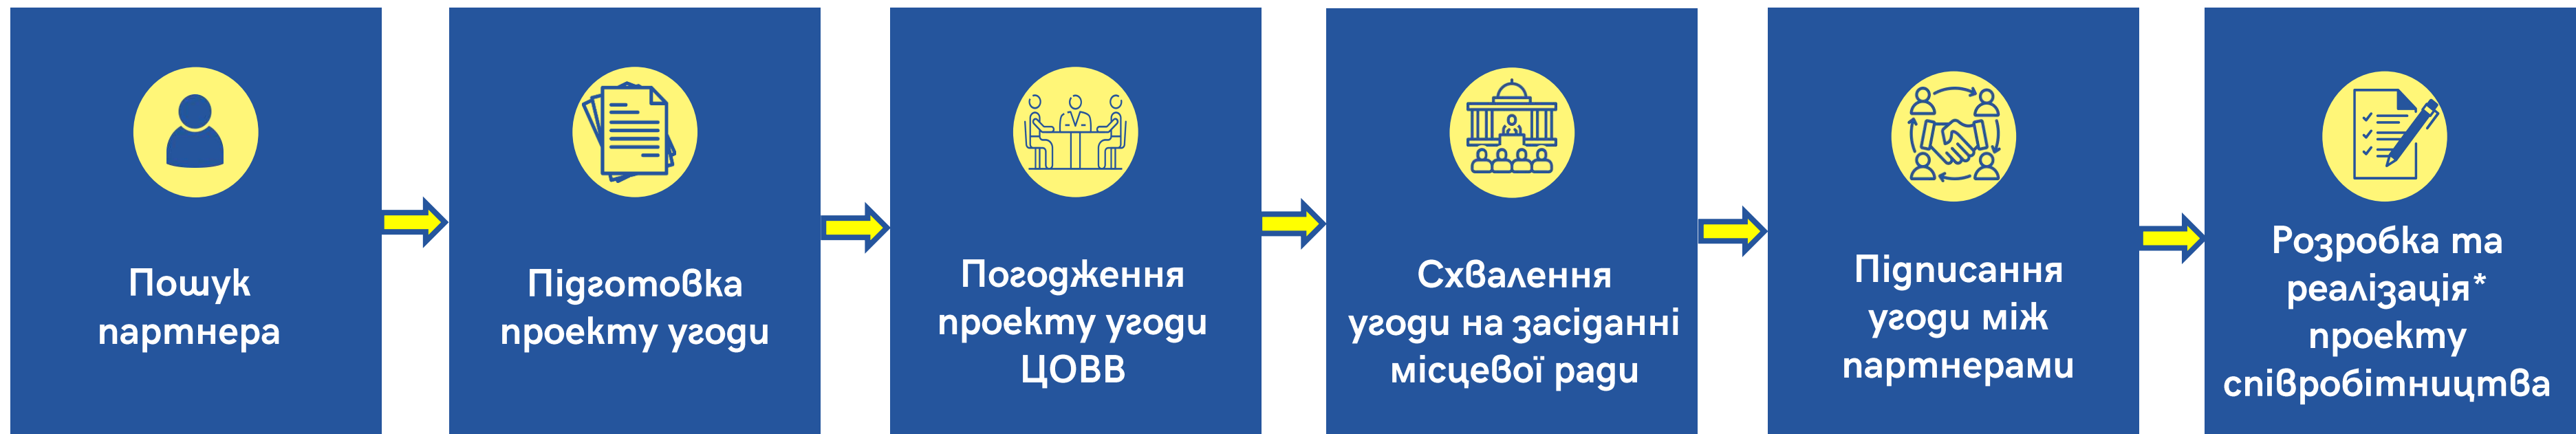 Пошук
партнера
Підготовка
проекту угоди
Погодження
проекту угоди
ЦОВВ
Схвалення
угоди на засіданні
місцевої ради
Підписання
угоди між
партнерами
Розробка та
реалізація*
проекту
співробітництва